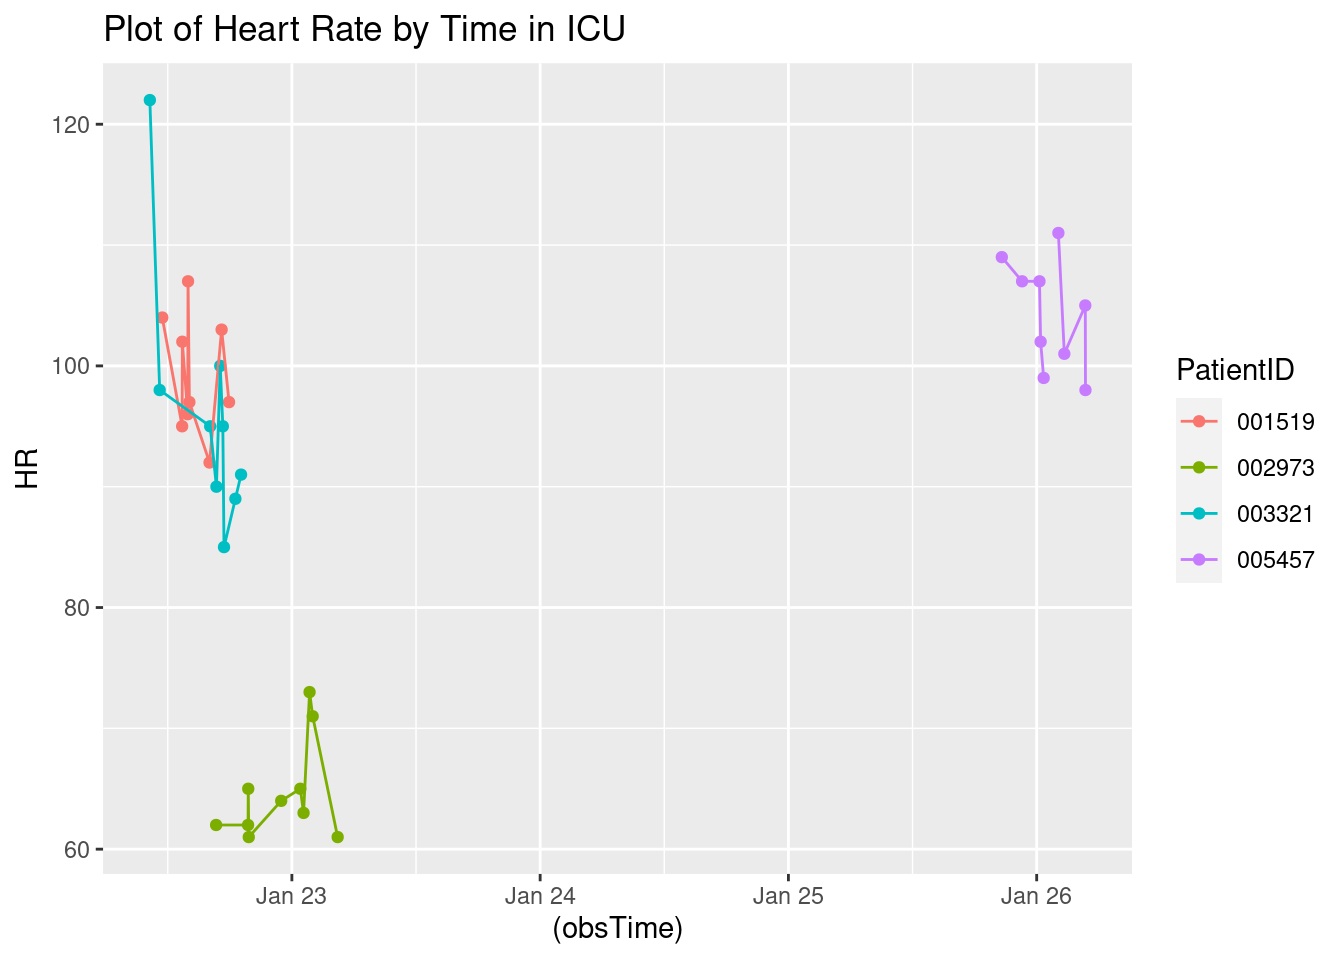 Plot of Heart Rate by Time in ICU
120
100
80
60
HR
Jan 23
Jan 24
Jan 25
Jan 26
(obsTime)
PatientID
001519
002973
003321
005457